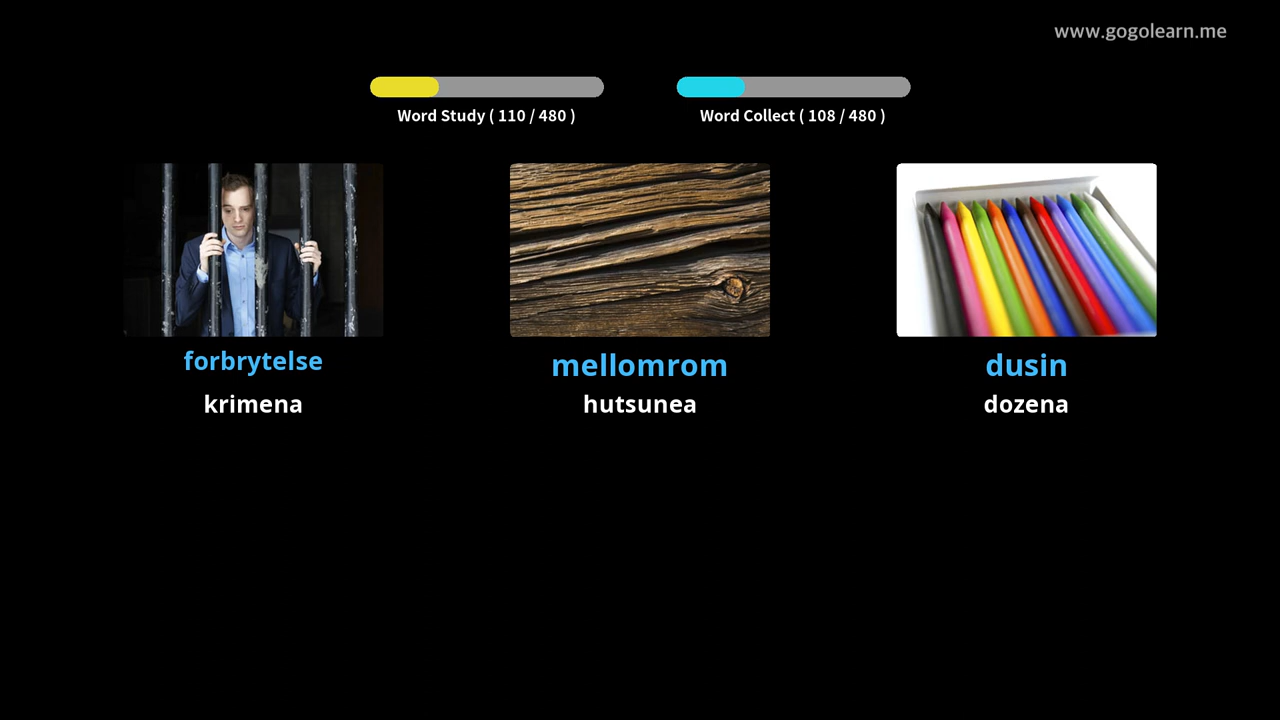 www.gogolearn.me
Word Study ( 110 / 480 )
Word Collect ( 108 / 480 )
forbrytelse
mellomrom
dusin
krimena
hutsunea
dozena